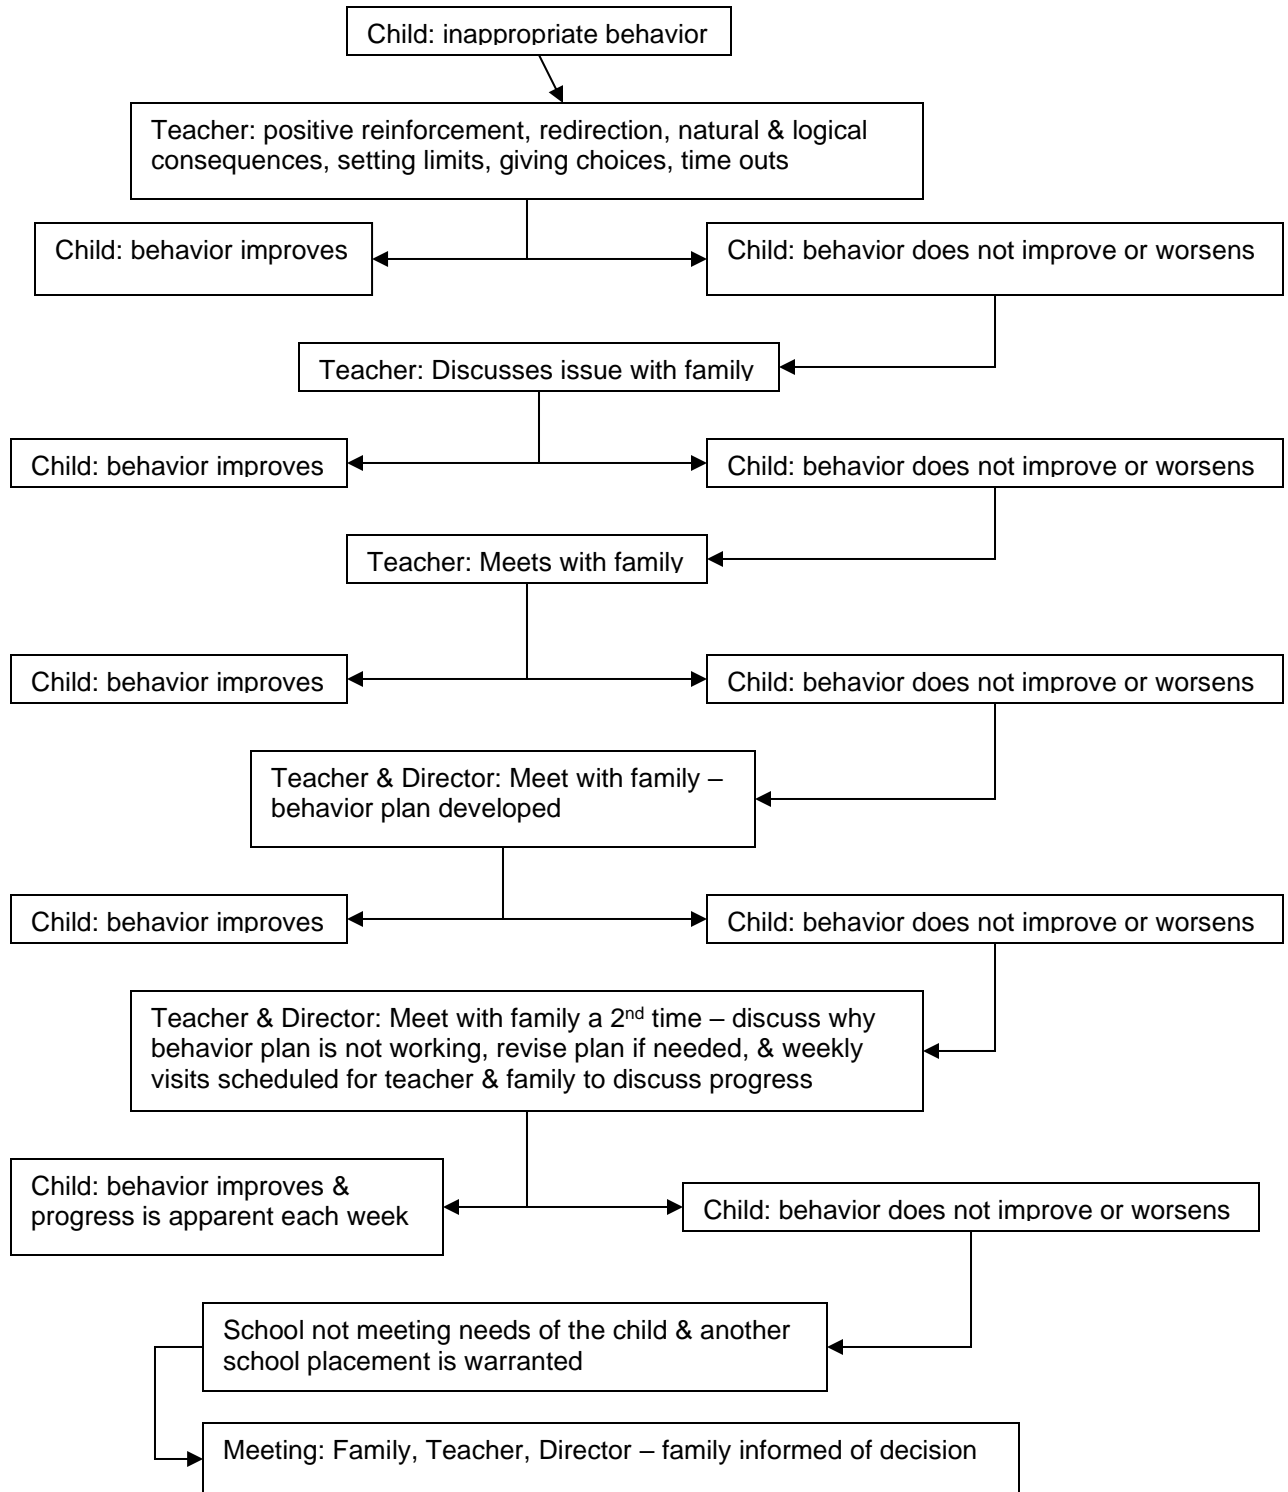 Child: inappropriate behavior
Teacher: positive reinforcement, redirection, natural & logical
consequences, setting limits, giving choices, time outs
Child: behavior improves
Child: behavior does not improve or worsens
Teacher: Discusses issue with family
Child: behavior improves
Child: behavior does not improve or worsens
Teacher: Meets with family
Child: behavior improves
Child: behavior does not improve or worsens
Teacher & Director: Meet with family –
behavior plan developed
Child: behavior improves
Child: behavior does not improve or worsens
Teacher & Director: Meet with family a 2nd time – discuss why
behavior plan is not working, revise plan if needed, & weekly
visits scheduled for teacher & family to discuss progress
Child: behavior improves &
progress is apparent each week
Child: behavior does not improve or worsens
School not meeting needs of the child & another
school placement is warranted
Meeting: Family, Teacher, Director – family informed of decision